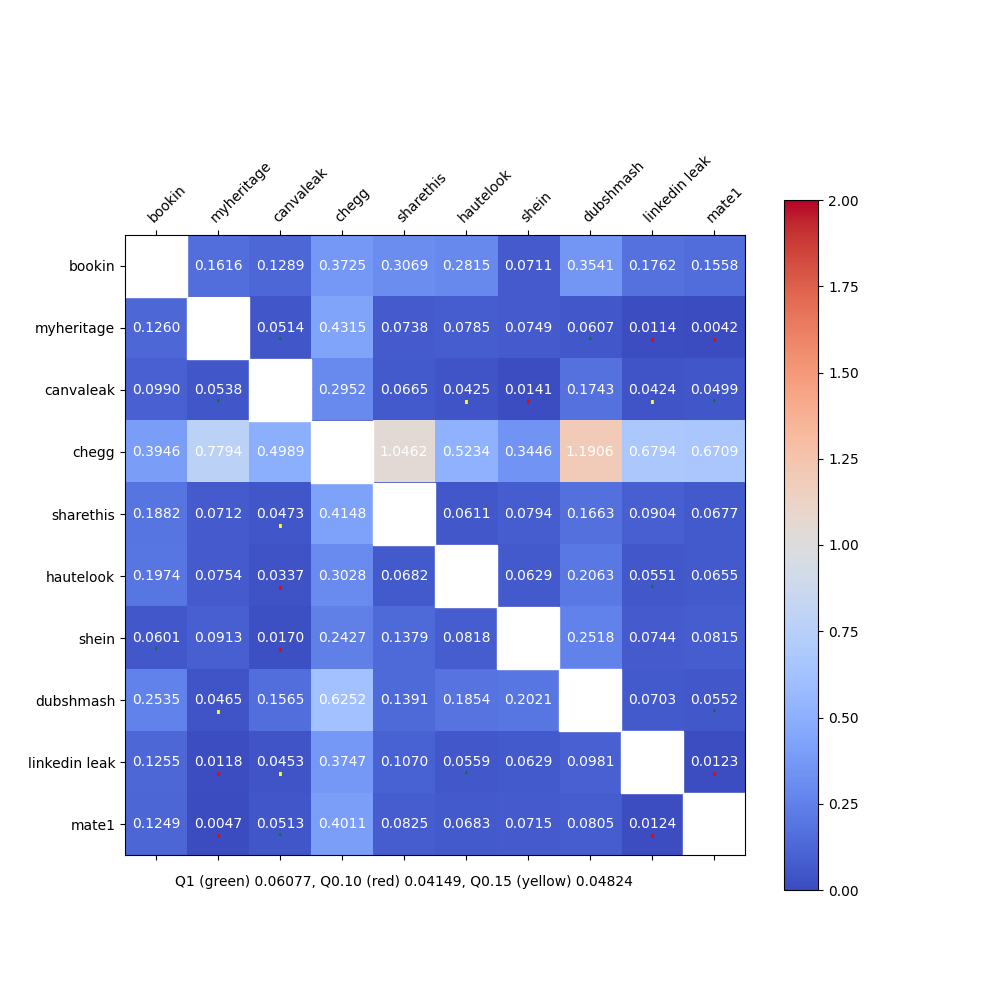 bookin myheritage canvaleak chegg sharethis hautelook shein dubshmash linkedin leak mate1
bookin 0.1616 0.1289 0.3725 0.3069 0.2815 0.0711 0.3541 0.1762 0.1558
myheritage 0.1260 0.0514 0.4315 0.0738 0.0785 0.0749 0.0607 0.0114 0.0042
canvaleak 0.0990 0.0538 0.2952 0.0665 0.0425 0.0141 0.1743 0.0424 0.0499
chegg 0.3946 0.7794 0.4989 1.0462 0.5234 0.3446 1.1906 0.6794 0.6709
sharethis 0.1882 0.0712 0.0473 0.4148 0.0611 0.0794 0.1663 0.0904 0.0677
hautelook 0.1974 0.0754 0.0337 0.3028 0.0682 0.0629 0.2063 0.0551 0.0655
shein 0.0601 0.0913 0.0170 0.2427 0.1379 0.0818 0.2518 0.0744 0.0815
dubshmash 0.2535 0.0465 0.1565 0.6252 0.1391 0.1854 0.2021 0.0703 0.0552
linkedin leak 0.1255 0.0118 0.0453 0.3747 0.1070 0.0559 0.0629 0.0981 0.0123
mate1 0.1249 0.0047 0.0513 0.4011 0.0825 0.0683 0.0715 0.0805 0.0124
Q1 (green) 0.06077, Q0.10 (red) 0.04149, Q0.15 (yellow) 0.04824
2.00
1.75
1.50
1.25
1.00
0.75
0.50
0.25
0.00